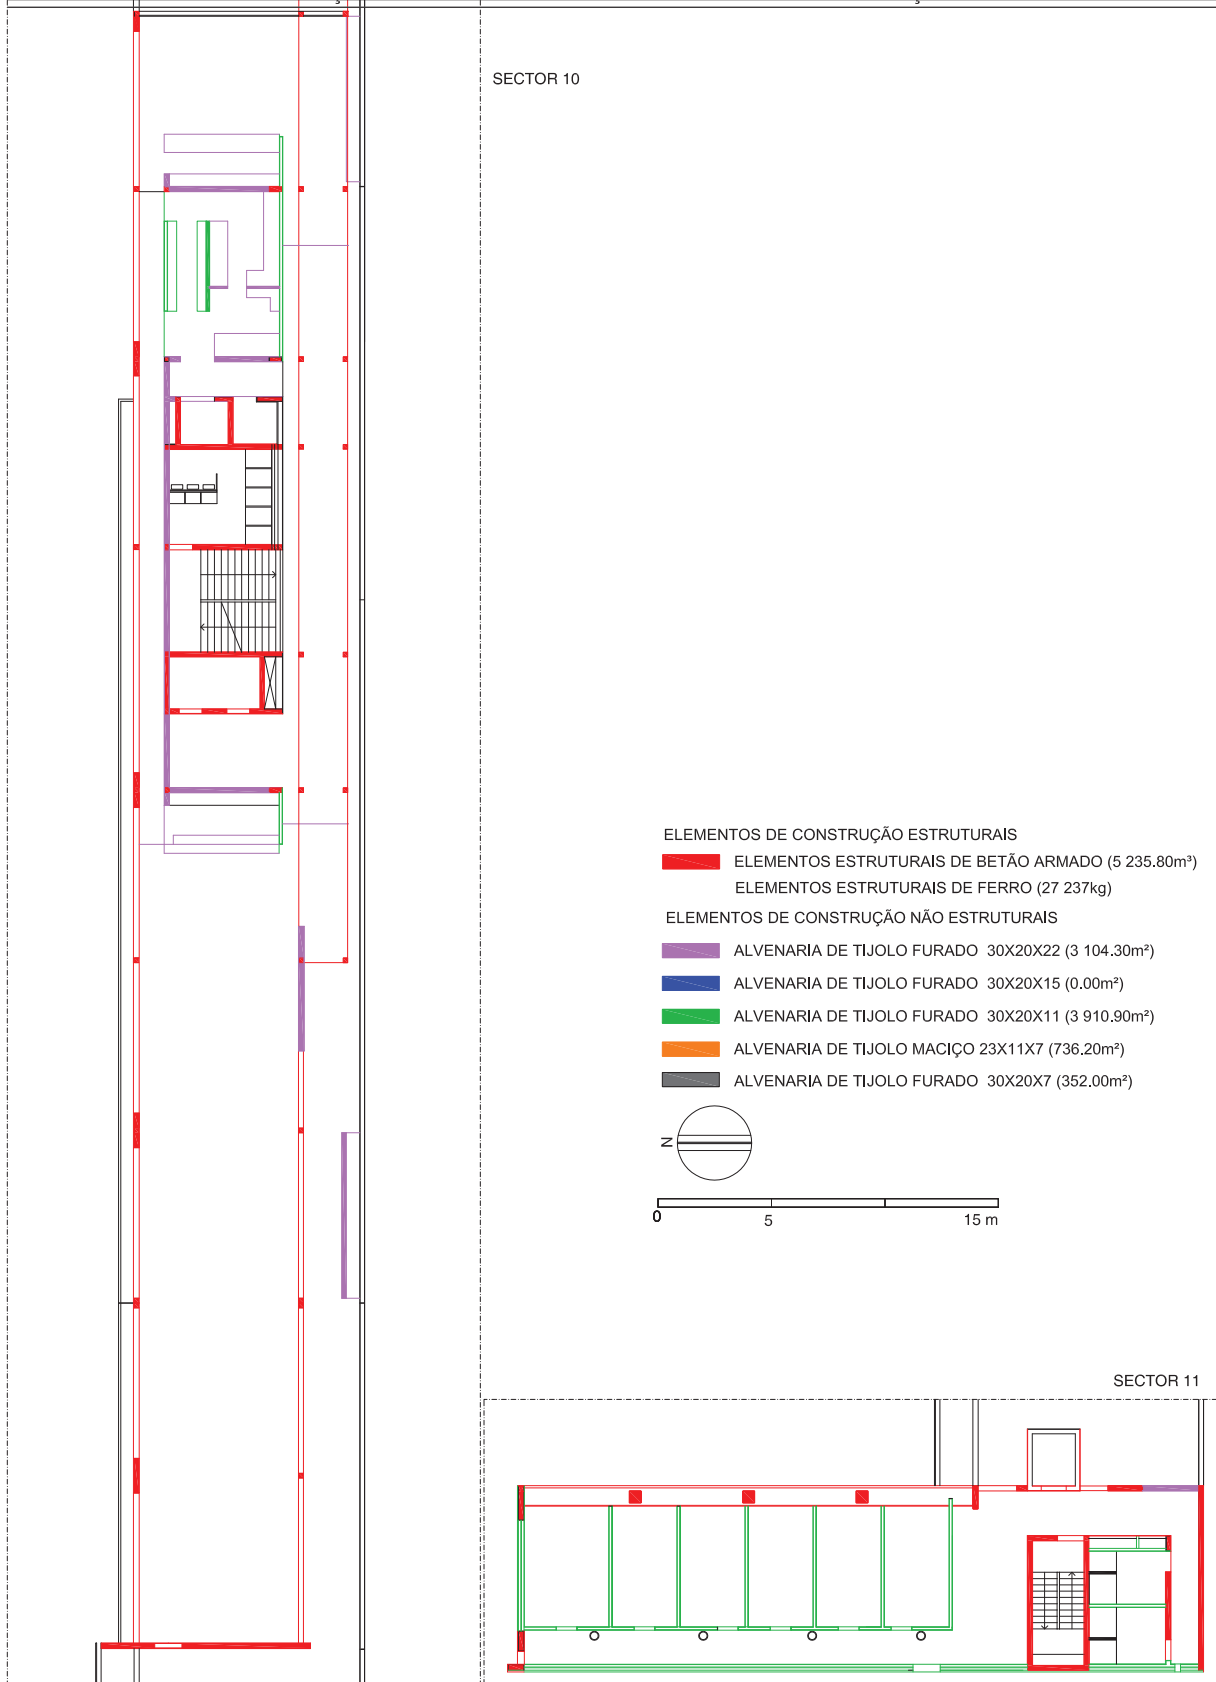 SECTOR 10
ELEMENTOS DE CONSTRUÇÃO ESTRUTURAIS
ELEMENTOS ESTRUTURAIS DE BETÃO ARMADO (5 235.80m³)
ELEMENTOS ESTRUTURAIS DE FERRO (27 237kg)
ELEMENTOS DE CONSTRUÇÃO NÃO ESTRUTURAIS
ALVENARIA DE TIJOLO FURADO 30X20X22 (3 104.30m²)
ALVENARIA DE TIJOLO FURADO 30X20X15 (0.00m²)
ALVENARIA DE TIJOLO FURADO 30X20X11 (3 910.90m²)
ALVENARIA DE TIJOLO MACIÇO 23X11X7 (736.20m²)
ALVENARIA DE TIJOLO FURADO 30X20X7 (352.00m²)
N
0 5 15 m
SECTOR 11